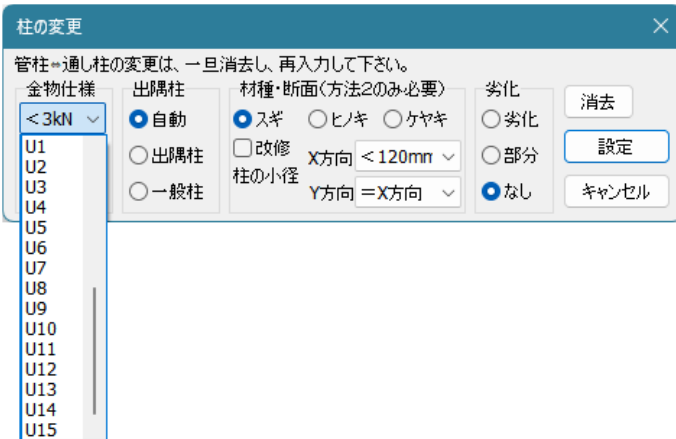 柱の変更
管柱⇔通し柱の変更は、一旦消去し、再入力して下さい。
金物仕様
<3kN
U1
U2
U3
U4
U5
U6
U7
U8
U9
U10
U11
U12
U13
U14
U15
出隅柱
自動
出隅柱
一般柱
材種・断面(方法2のみ必要)
スギ ヒノキ ケヤキ
改修
柱の小径
X方向 <120mm
Y方向 =X方向
劣化
劣化
部分
なし
消去
設定
キャンセル